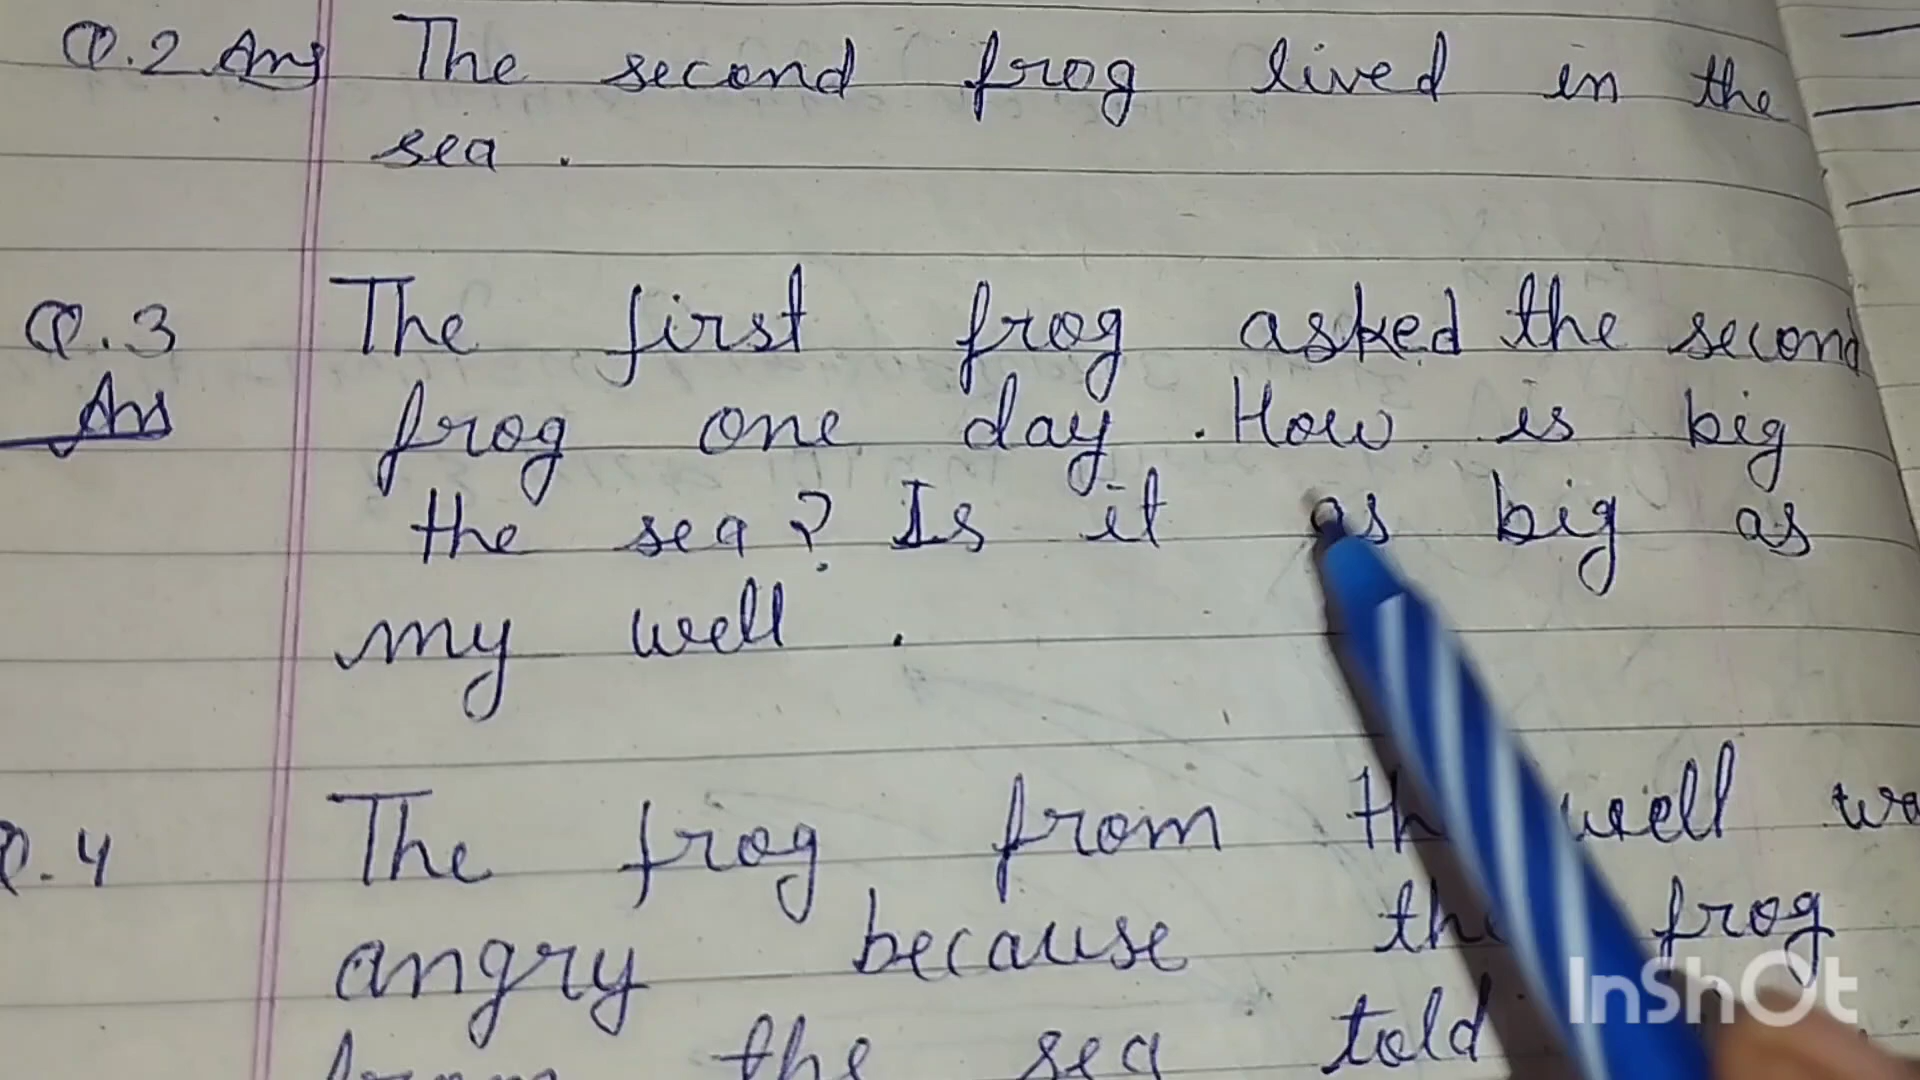 Q.2 Ans The second frog lived in the
sea .
Q.3 The first frog asked the second
Ans frog one day . How is big
the sea? Is it as big as
my well .
Q.4 The frog from the well
angry because the frog
from the sea told
InShOt